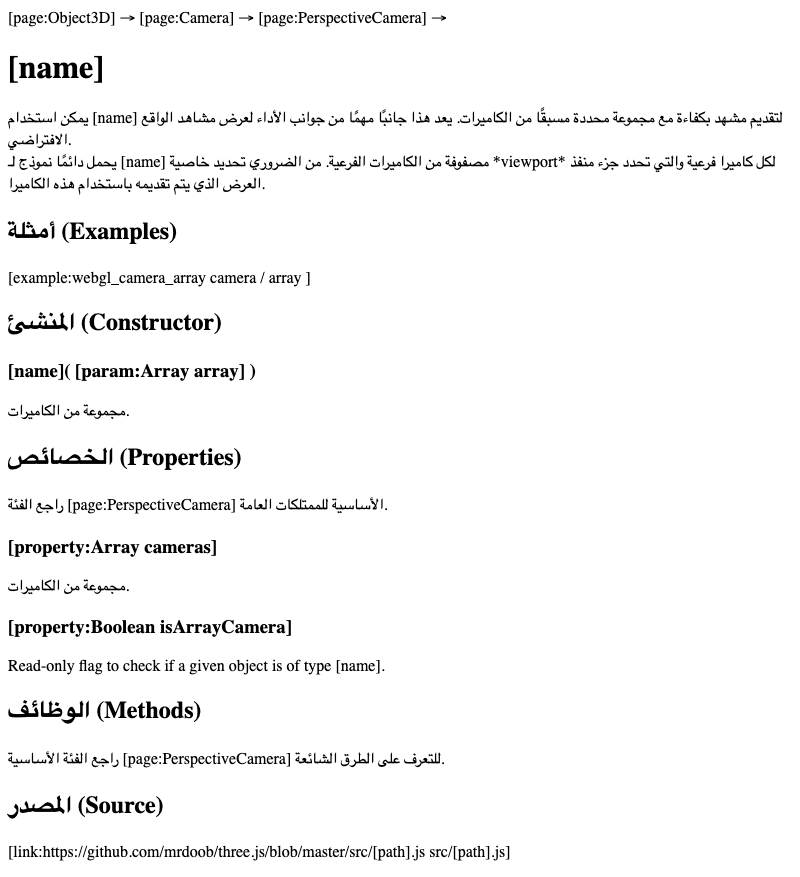 [page:Object3D] → [page:Camera] → [page:PerspectiveCamera] →
[name]
يمكن استخدام [name] لتقديم مشهد بكفاءة مع مجموعة محددة مسبقًا من الكاميرات. يعد هذا جانبًا مهمًا من جوانب الأداء لعرض مشاهد الواقع
الافتراضي.
يحمل دائمًا نموذج لـ [name] مصفوفة من الكاميرات الفرعية. من الضروري تحديد خاصية *viewport* لكل كاميرا فرعية والتي تحدد جزء منفذ
العرض الذي يتم تقديمه باستخدام هذه الكاميرا.
أمثلة (Examples)
[example:webgl_camera_array camera / array ]
المنشئ (Constructor)
[name]( [param:Array array] )
مجموعة من الكاميرات.
الخصائص (Properties)
راجع الفئة [page:PerspectiveCamera] الأساسية للممتلكات العامة.
[property:Array cameras]
مجموعة من الكاميرات.
[property:Boolean isArrayCamera]
Read-only flag to check if a given object is of type [name].
الوظائف (Methods)
راجع الفئة الأساسية [page:PerspectiveCamera] للتعرف على الطرق الشائعة.
المصدر (Source)
[link:https://github.com/mrdoob/three.js/blob/master/src/[path].js src/[path].js]